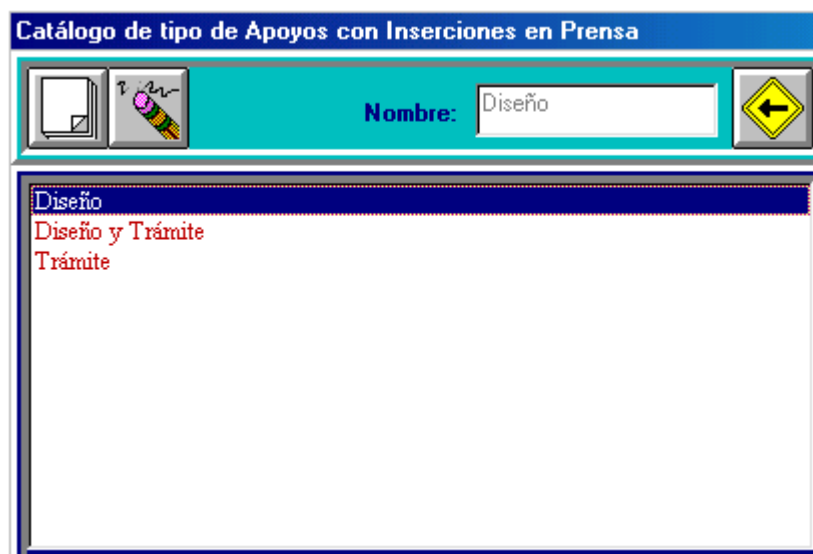 Catálogo de tipo de Apoyos con Inserciones en Prensa
Nombre: Diseño
Diseño
Diseño y Trámite
Trámite